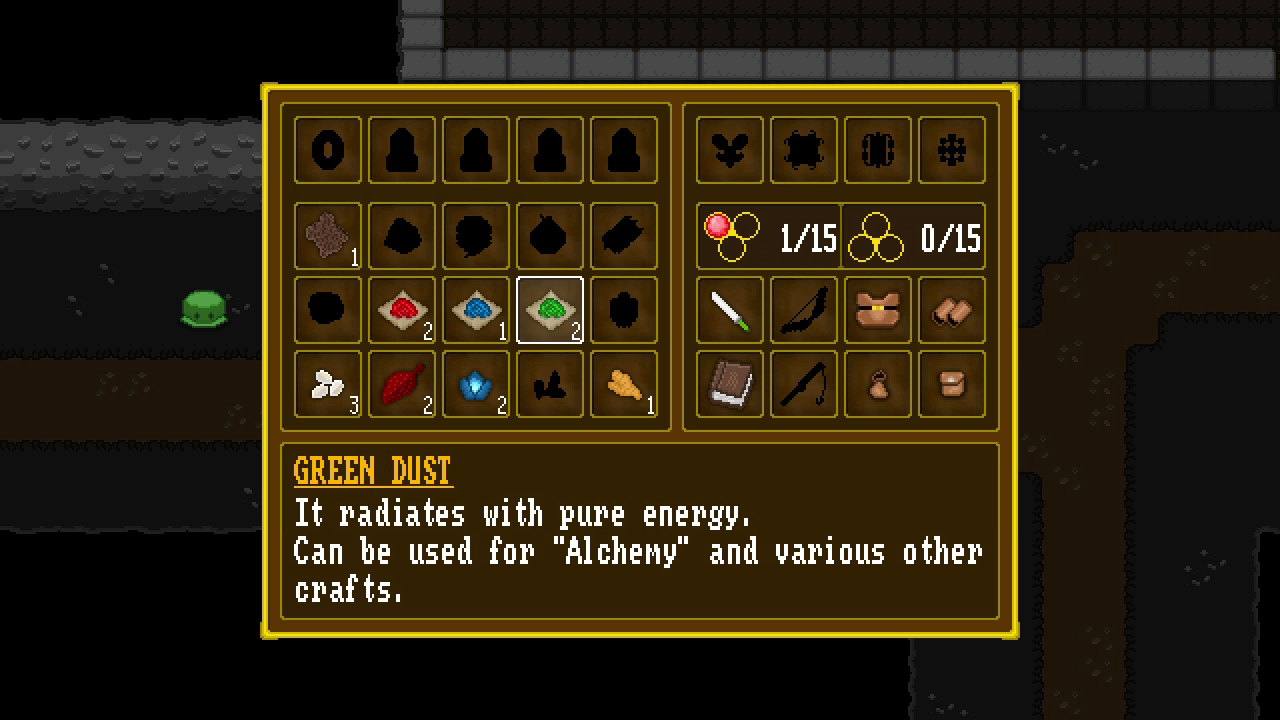 1/15 0/15
1
2 1 2
3 2 2 1
GREEN DUST
It radiates with pure energy.
Can be used for "Alchemy" and various other
crafts.